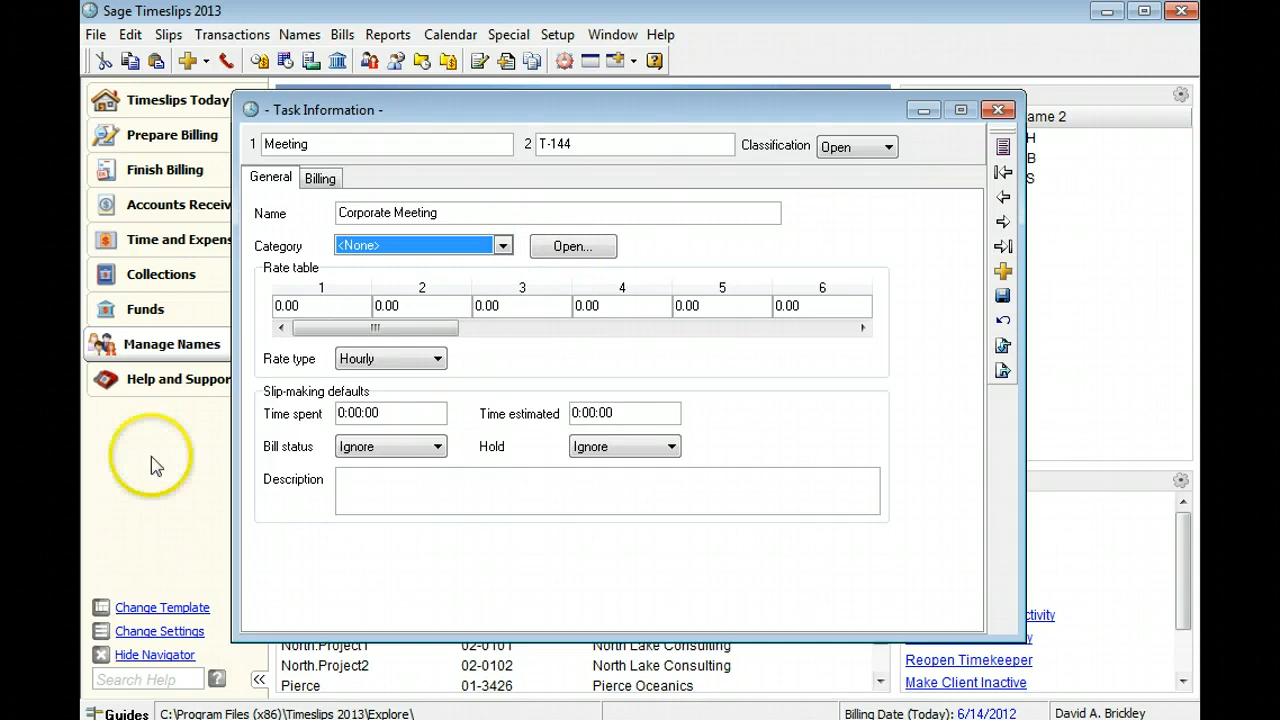 Sage Timeslips 2013
File Edit Slips Transactions Names Bills Reports Calendar Special Setup Window Help
Timeslips Today
Prepare Billing
Finish Billing
Accounts Receiv
Time and Expens
Collections
Funds
Manage Names
Help and Suppor
Change Template
Change Settings
Hide Navigator
Search Help ? <<
- Task Information -
1 Meeting 2 T-144 Classification Open
General Billing
Name Corporate Meeting
Category <None> Open...
Rate table
1 2 3 4 5 6
0.00 0.00 0.00 0.00 0.00 0.00
Rate type Hourly
Slip-making defaults
Time spent 0:00:00 Time estimated 0:00:00
Bill status Ignore Hold Ignore
Description
ame 2
H
B
S
ctivity
y
Reopen Timekeeper
Make Client Inactive
North.Project1 02-0101 North Lake Consulting
North.Project2 02-0102 North Lake Consulting
Pierce 01-3426 Pierce Oceanics
Guides C:\Program Files (x86)\Timeslips 2013\Explore\ Billing Date (Today): 6/14/2012 David A. Brickley